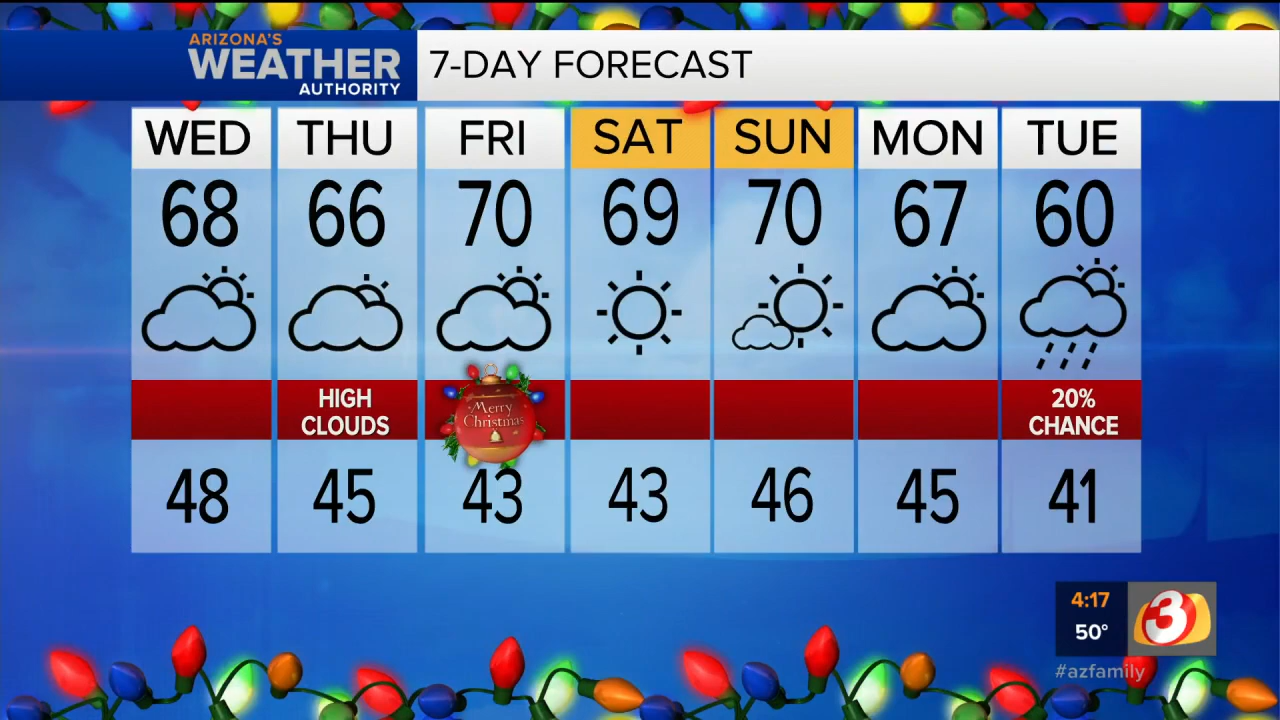 ARIZONA'S
WEATHER
AUTHORITY
7-DAY FORECAST
WED THU FRI SAT SUN MON TUE
68 66 70 69 70 67 60
HIGH
CLOUDS
Merry
Christmas
20%
CHANCE
48 45 43 43 46 45 41
4:17
50°
3
#azfamily